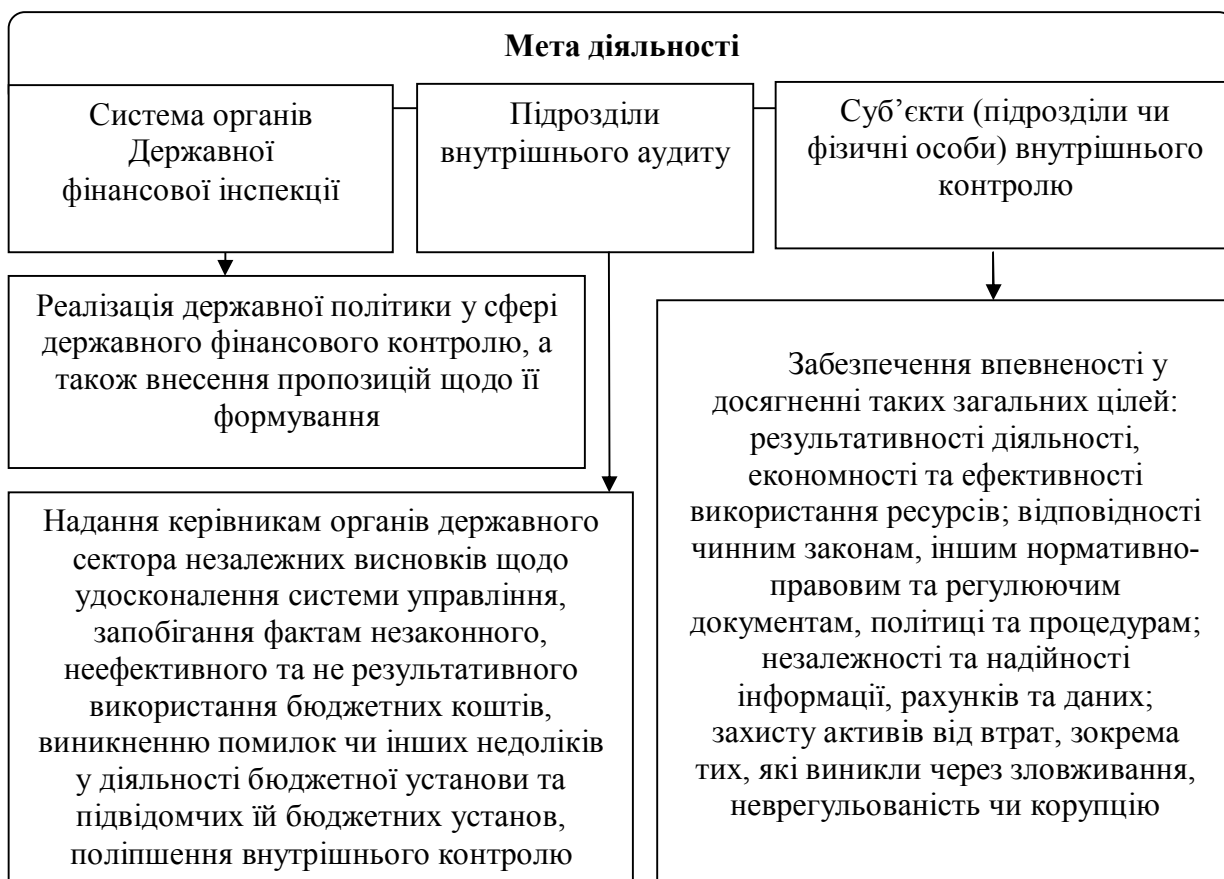 Мета діяльності
Система органів
Державної
фінансової інспекції
Підрозділи
внутрішнього аудиту
Суб’єкти (підрозділи чи
фізичні особи) внутрішнього
контролю
Реалізація державної політики у сфері
державного фінансового контролю, а
також внесення пропозицій щодо її
формування
Надання керівникам органів державного
сектора незалежних висновків щодо
удосконалення системи управління,
запобігання фактам незаконного,
неефективного та не результативного
використання бюджетних коштів,
виникненню помилок чи інших недоліків
у діяльності бюджетної установи та
підвідомчих їй бюджетних установ,
поліпшення внутрішнього контролю
Забезпечення впевненості у
досягненні таких загальних цілей:
результативності діяльності,
економності та ефективності
використання ресурсів; відповідності
чинним законам, іншим нормативно-
правовим та регулюючим
документам, політиці та процедурам;
незалежності та надійності
інформації, рахунків та даних;
захисту активів від втрат, зокрема
тих, які виникли через зловживання,
неврегульованість чи корупцію